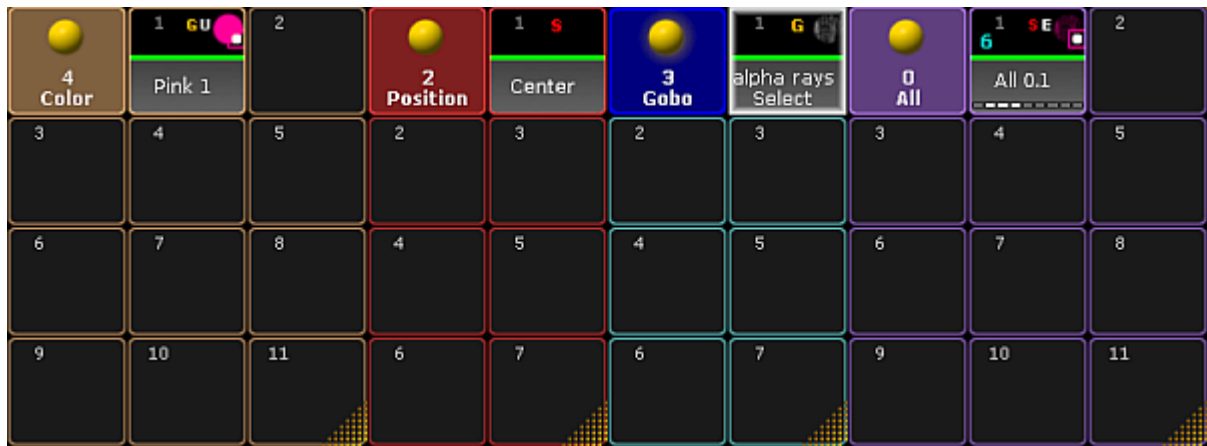 4
Color
1 GU
Pink 1
2
2
Position
1 S
Center
3
Gobo
1 G
alpha rays
Select
0
All
1 SE
6
All 0.1
2
3 4 5 2 3 2 3 3 4 5
6 7 8 4 5 4 5 6 7 8
9 10 11 6 7 6 7 9 10 11